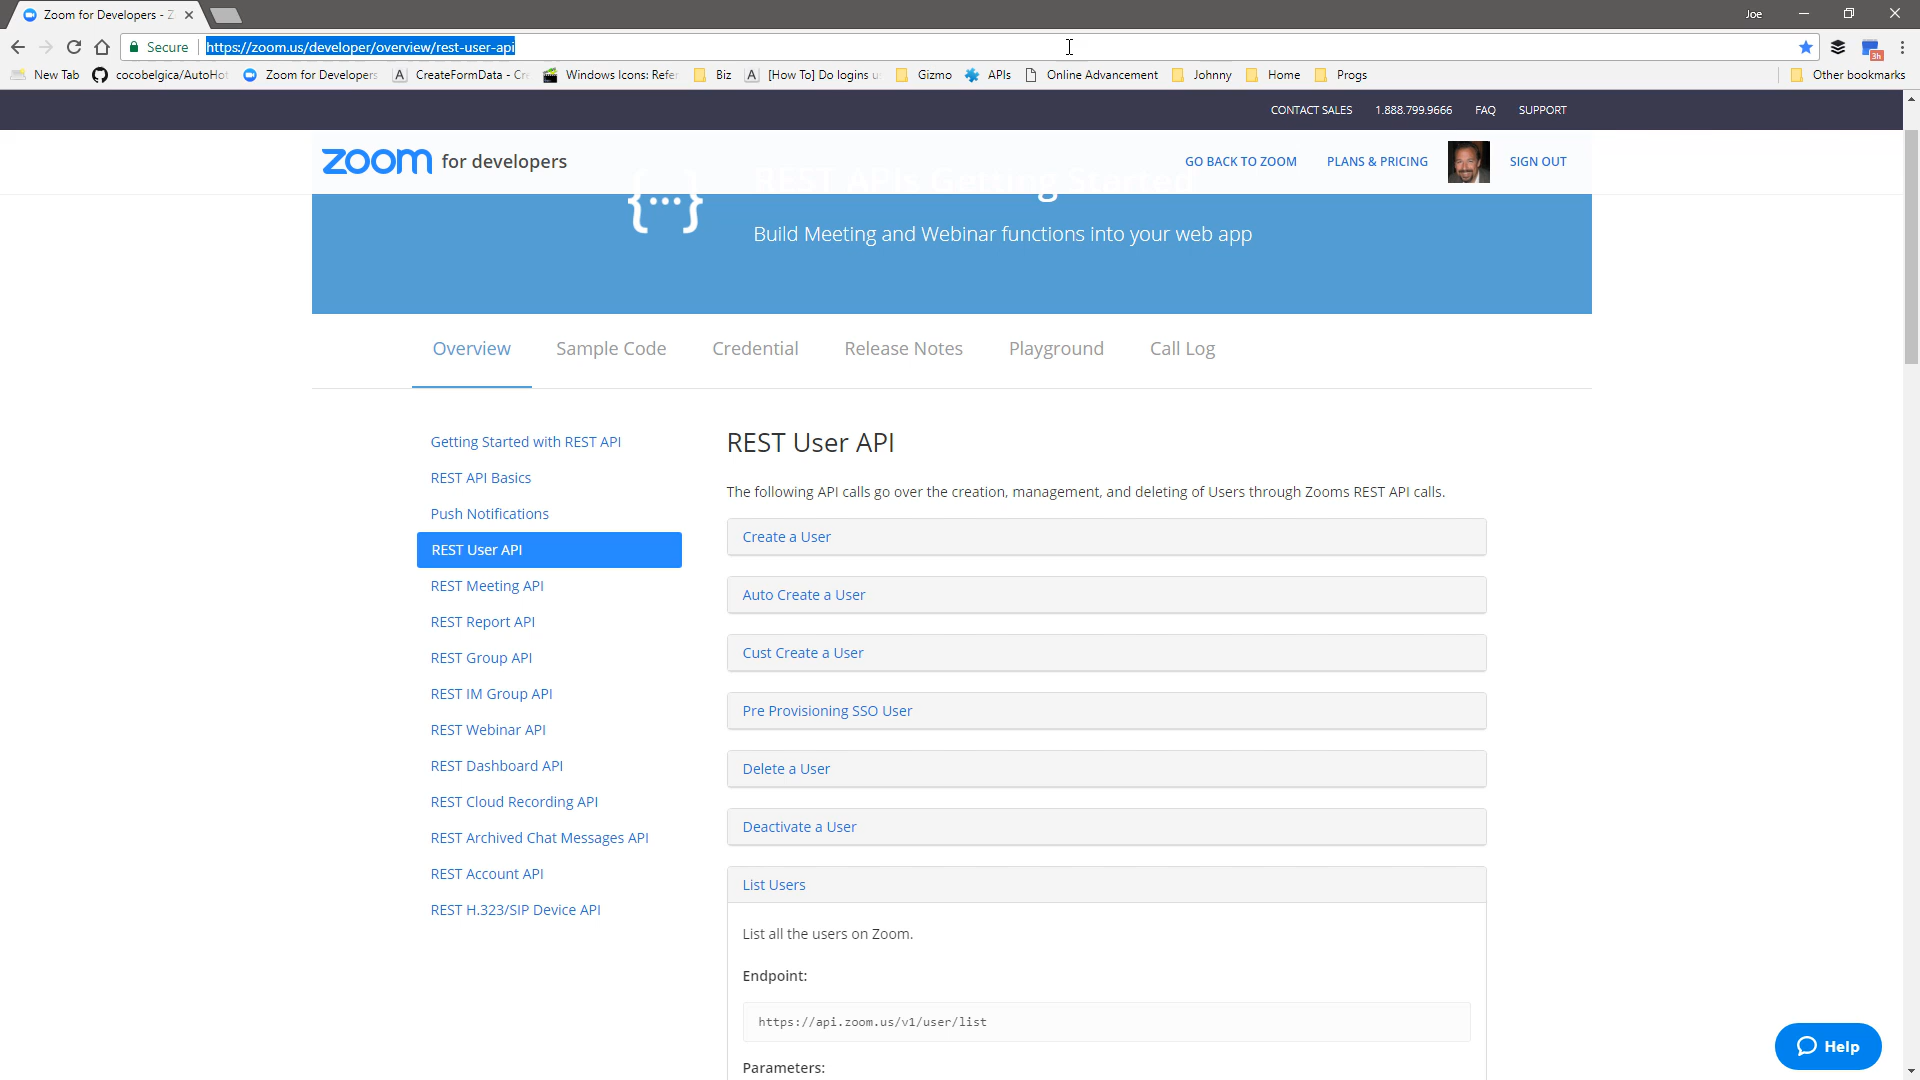 Zoom for Developers - Z
Joe
Secure
https://zoom.us/developer/overview/rest-user-api
3h
New Tab
cocobelgica/AutoHot
Zoom for Developers
CreateFormData - Cr
Windows Icons: Refer
Biz
[How To] Do logins u
Gizmo
APIs
Online Advancement
Johnny
Home
Progs
Other bookmarks
CONTACT SALES
1.888.799.9666
FAQ
SUPPORT
zoom for developers
GO BACK TO ZOOM
PLANS & PRICING
SIGN OUT
REST APIs Getting Started
Build Meeting and Webinar functions into your web app
Overview
Sample Code
Credential
Release Notes
Playground
Call Log
Getting Started with REST API
REST API Basics
Push Notifications
REST User API
REST Meeting API
REST Report API
REST Group API
REST IM Group API
REST Webinar API
REST Dashboard API
REST Cloud Recording API
REST Archived Chat Messages API
REST Account API
REST H.323/SIP Device API
REST User API
The following API calls go over the creation, management, and deleting of Users through Zooms REST API calls.
Create a User
Auto Create a User
Cust Create a User
Pre Provisioning SSO User
Delete a User
Deactivate a User
List Users
List all the users on Zoom.
Endpoint:
https://api.zoom.us/v1/user/list
Parameters:
Help